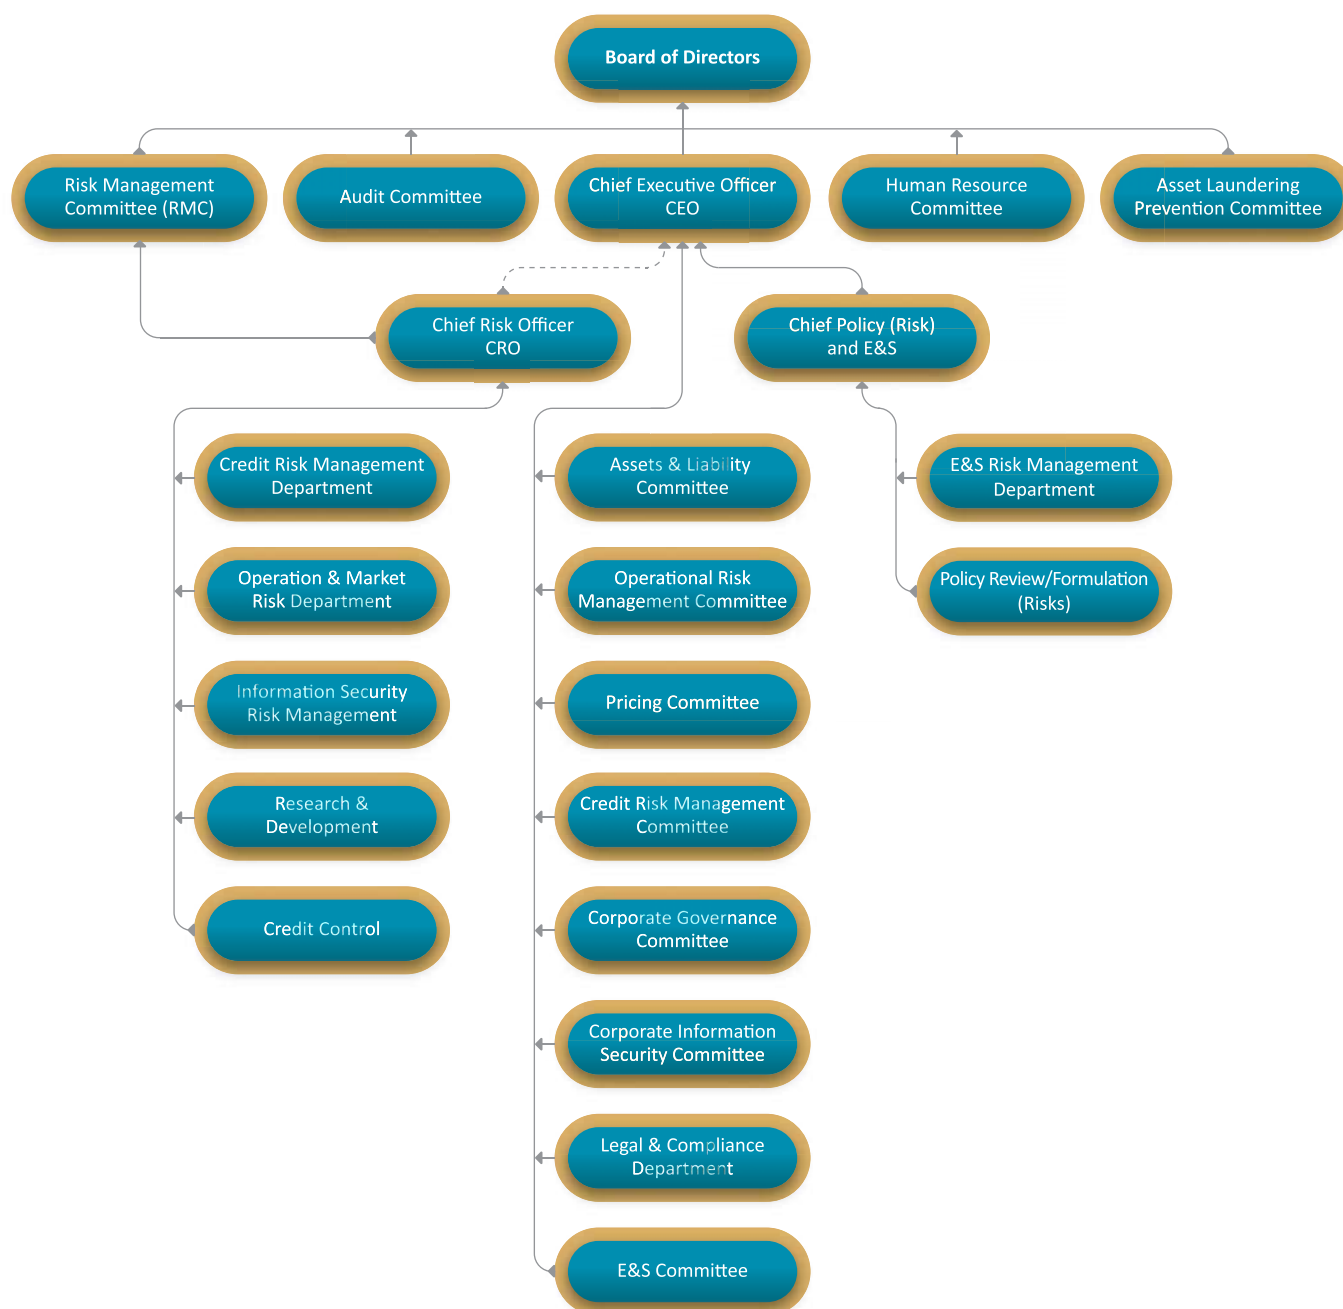 Board of Directors
Risk Management
Committee (RMC)
Audit Committee
Chief Executive Officer
CEO
Human Resource
Committee
Asset Laundering
Prevention Committee
Chief Risk Officer
CRO
Chief Policy (Risk)
and E&S
Credit Risk Management
Department
Operation & Market
Risk Department
Information Security
Risk Management
Research &
Development
Credit Control
Assets & Liability
Committee
Operational Risk
Management Committee
Pricing Committee
Credit Risk Management
Committee
Corporate Governance
Committee
Corporate Information
Security Committee
Legal & Compliance
Department
E&S Committee
E&S Risk Management
Department
Policy Review/Formulation
(Risks)